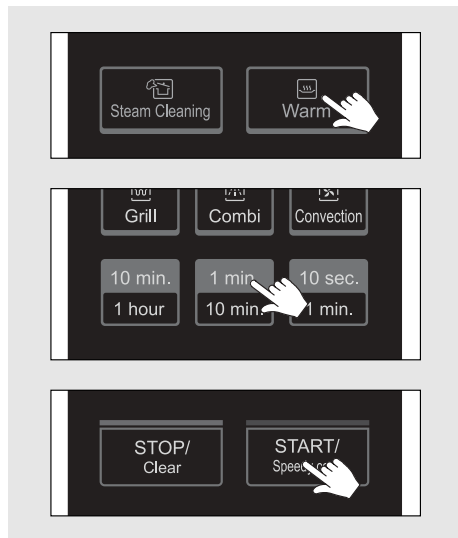 Steam Cleaning
Warm
Grill
Combi
Convection
10 min.
1 min.
10 sec.
1 hour
10 min.
1 min.
STOP/
Clear
START/
Speedy